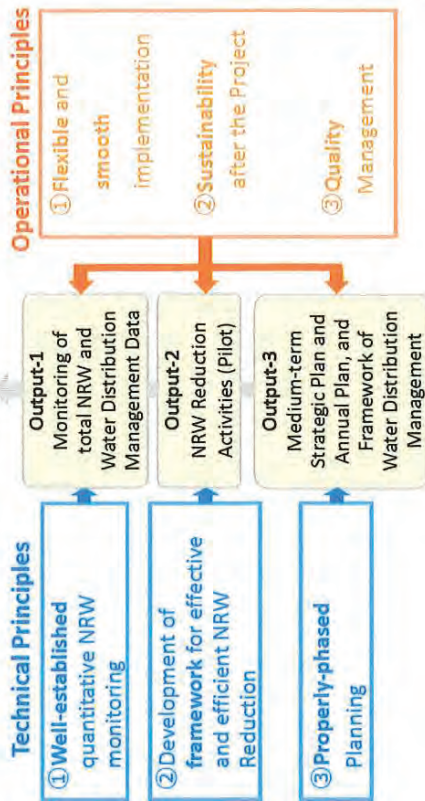 Technical Principles
①Well-established
quantitative NRW
monitoring
②Development of
framework for effective
and efficient NRW
Reduction
③Properly-phased
Planning
Output-1
Monitoring of
total NRW and
Water Distribution
Management Data
Output-2
NRW Reduction
Activities (Pilot)
Output-3
Medium-term
Strategic Plan and
Annual Plan, and
Framework of
Water Distribution
Management
Operational Principles
①Flexible and
smooth
implementation
②Sustainability
after the Project
③Quality
Management